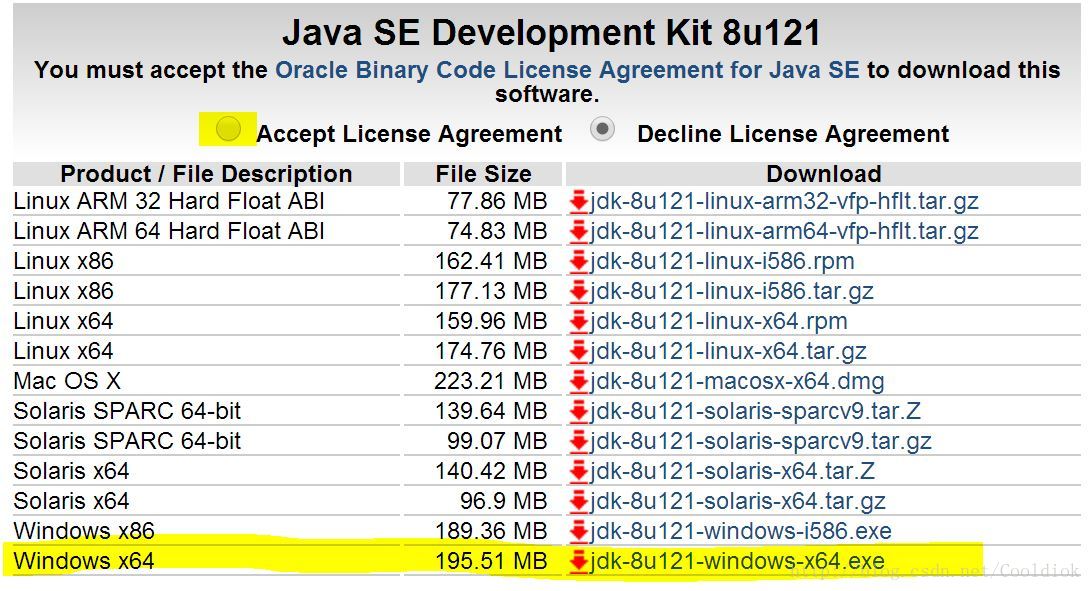 Java SE Development Kit 8u121
You must accept the Oracle Binary Code License Agreement for Java SE to download this
software.
Accept License Agreement Decline License Agreement
Product / File Description File Size Download
Linux ARM 32 Hard Float ABI 77.86 MB jdk-8u121-linux-arm32-vfp-hflt.tar.gz
Linux ARM 64 Hard Float ABI 74.83 MB jdk-8u121-linux-arm64-vfp-hflt.tar.gz
Linux x86 162.41 MB jdk-8u121-linux-i586.rpm
Linux x86 177.13 MB jdk-8u121-linux-i586.tar.gz
Linux x64 159.96 MB jdk-8u121-linux-x64.rpm
Linux x64 174.76 MB jdk-8u121-linux-x64.tar.gz
Mac OS X 223.21 MB jdk-8u121-macosx-x64.dmg
Solaris SPARC 64-bit 139.64 MB jdk-8u121-solaris-sparcv9.tar.Z
Solaris SPARC 64-bit 99.07 MB jdk-8u121-solaris-sparcv9.tar.gz
Solaris x64 140.42 MB jdk-8u121-solaris-x64.tar.Z
Solaris x64 96.9 MB jdk-8u121-solaris-x64.tar.gz
Windows x86 189.36 MB jdk-8u121-windows-i586.exe
Windows x64 195.51 MB jdk-8u121-windows-x64.exe
http://blog.csdn.net/Cooldiok